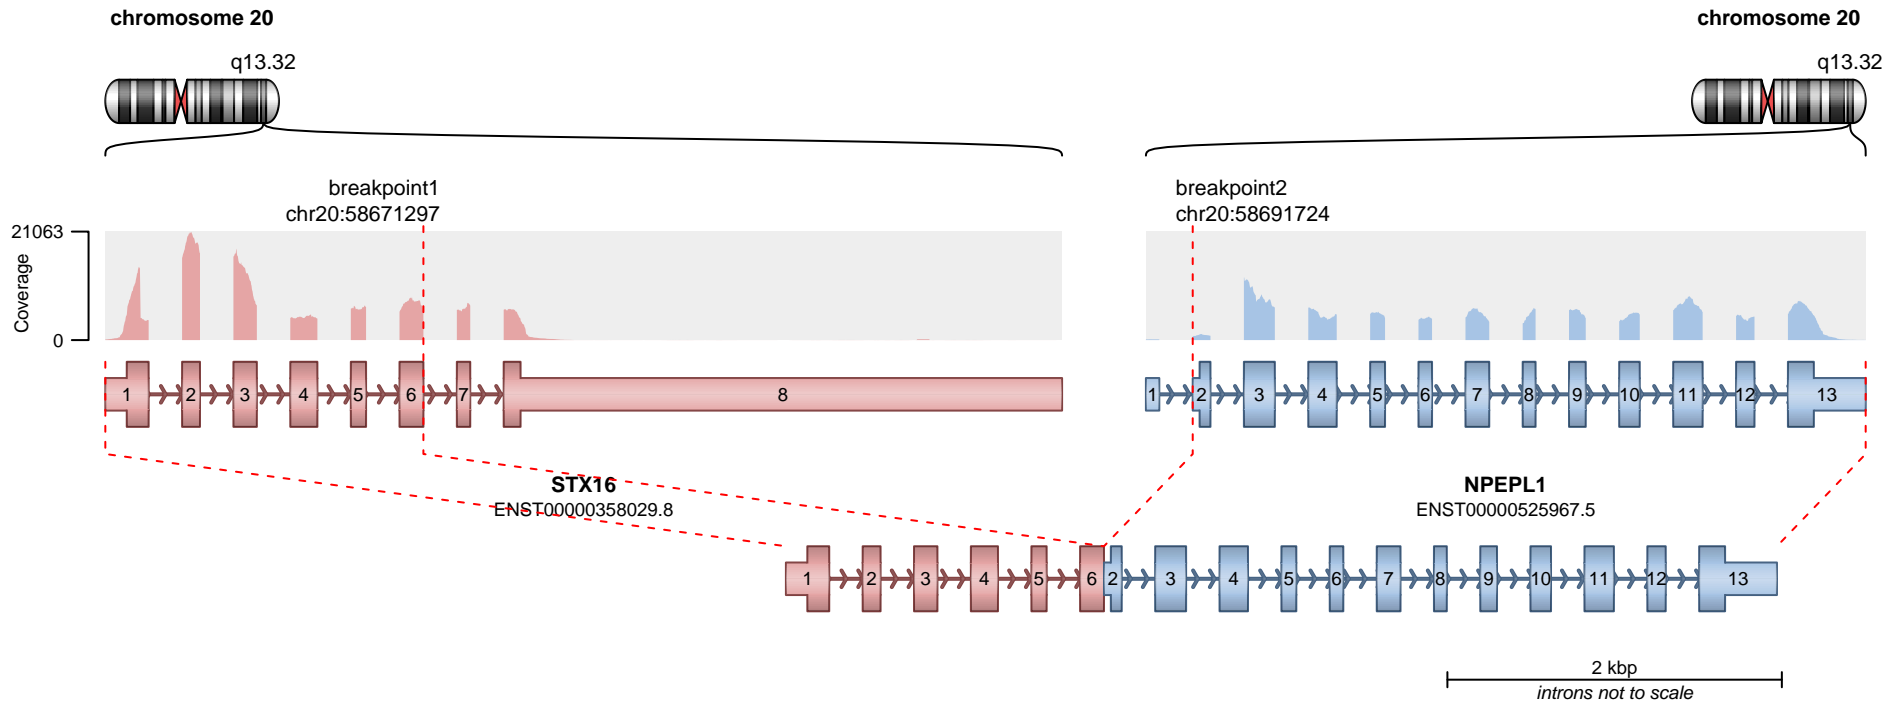 chromosome 20
chromosome 20
q13.32
q13.32
breakpoint1
chr20:58671297
breakpoint2
chr20:58691724
21063
Coverage
0
1 2 3 4 5 6 7 8
1 2 3 4 5 6 7 8 9 10 11 12 13
STX16
ENST00000358029.8
NPEPL1
ENST00000525967.5
1 2 3 4 5 6 2 3 4 5 6 7 8 9 10 11 12 13
2 kbp
introns not to scale